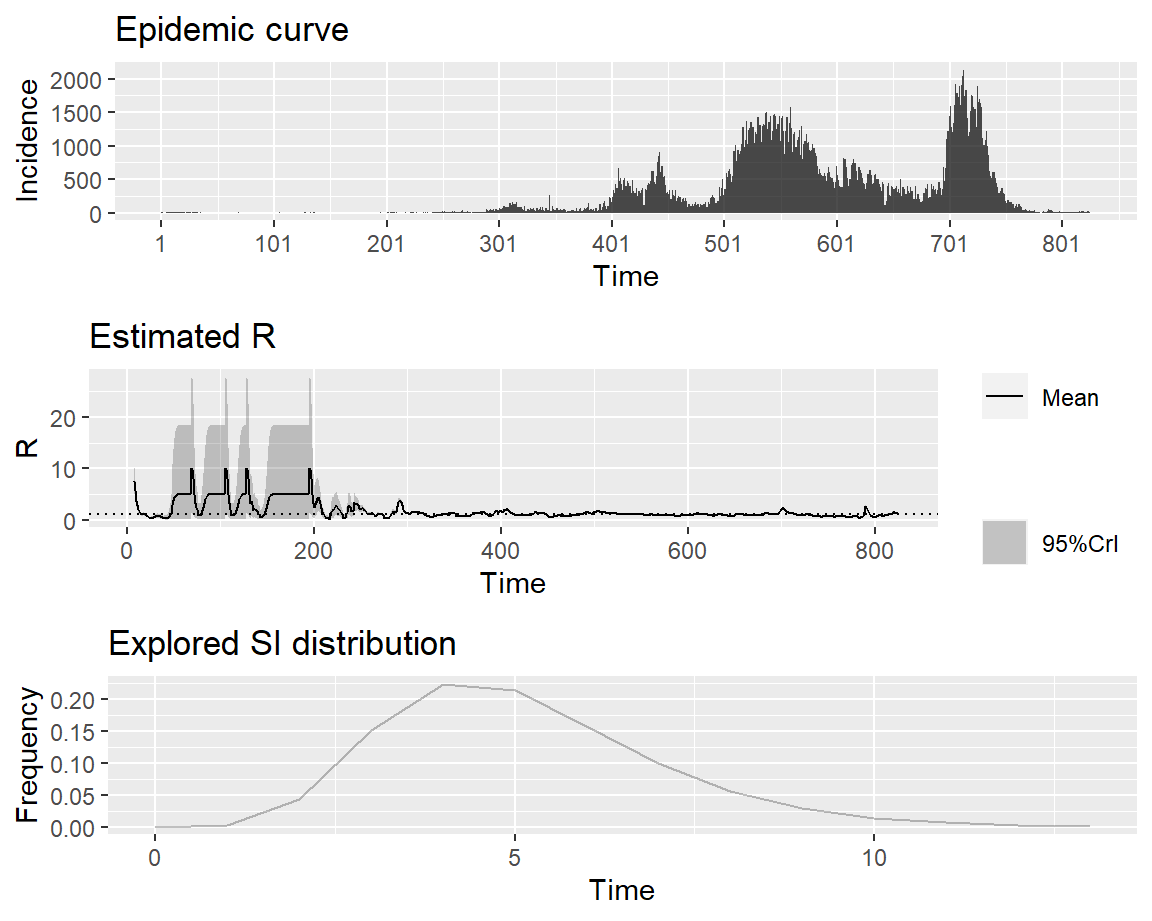 Epidemic curve
Incidence
2000
1500
1000
500
0
1 101 201 301 401 501 601 701 801
Time
Estimated R
R
20
10
0
0 200 400 600 800
Time
Mean
95%CrI
Explored SI distribution
Frequency
0.20
0.15
0.10
0.05
0.00
0 5 10
Time